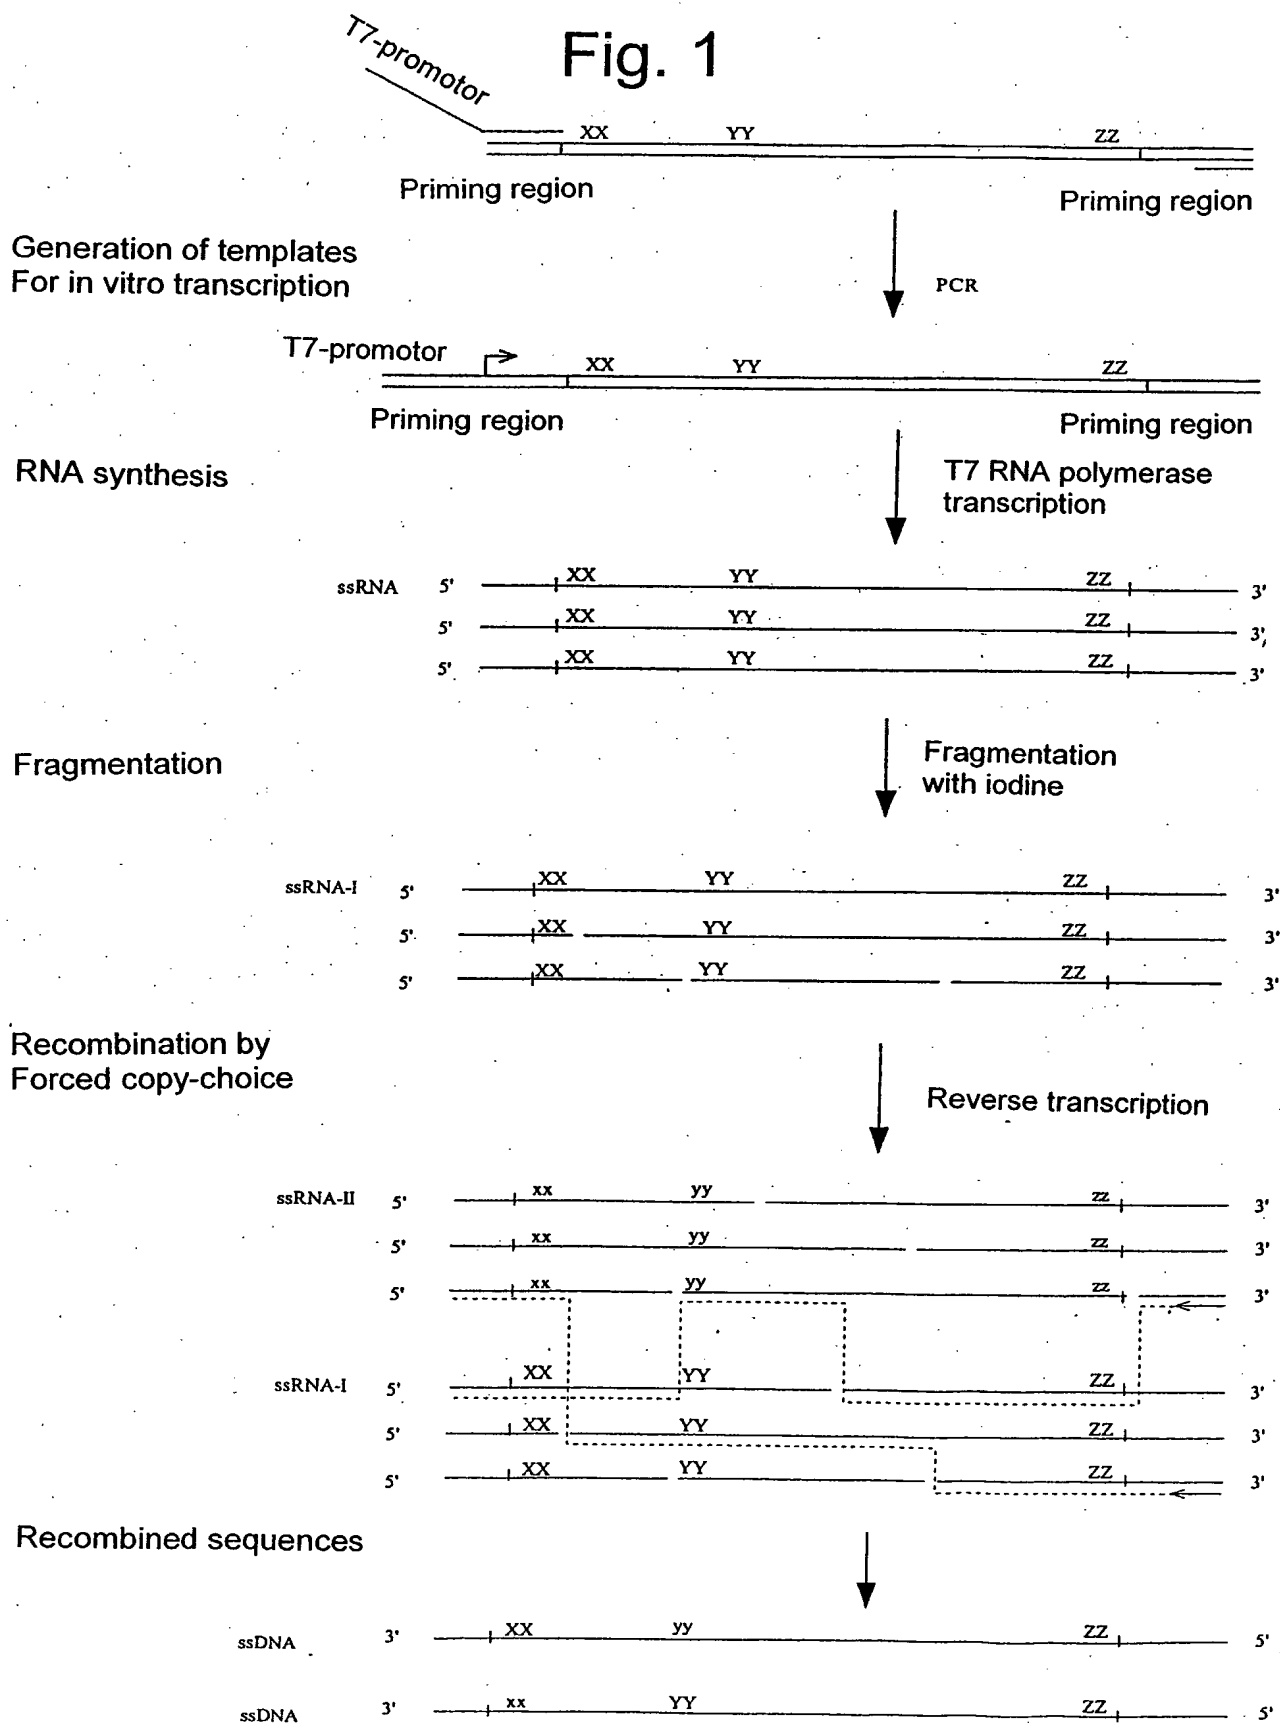 Fig. 1
T7-promotor
XX YY ZZ
Priming region Priming region
Generation of templates
For in vitro transcription
PCR
T7-promotor
XX YY ZZ
Priming region Priming region
RNA synthesis
T7 RNA polymerase
transcription
ssRNA 5' XX YY ZZ 3'
5' XX YY ZZ 3'
5' XX YY ZZ 3'
Fragmentation
Fragmentation
with iodine
ssRNA-I 5' XX YY ZZ 3'
5' XX YY ZZ 3'
5' XX YY ZZ 3'
Recombination by
Forced copy-choice
Reverse transcription
ssRNA-II 5' xx yy zz 3'
5' xx yy zz 3'
5' xx yy zz 3'
ssRNA-I 5' XX YY ZZ 3'
5' XX YY ZZ 3'
5' XX YY ZZ 3'
Recombined sequences
ssDNA 3' XX yy ZZ 5'
ssDNA 3' xx YY ZZ 5'